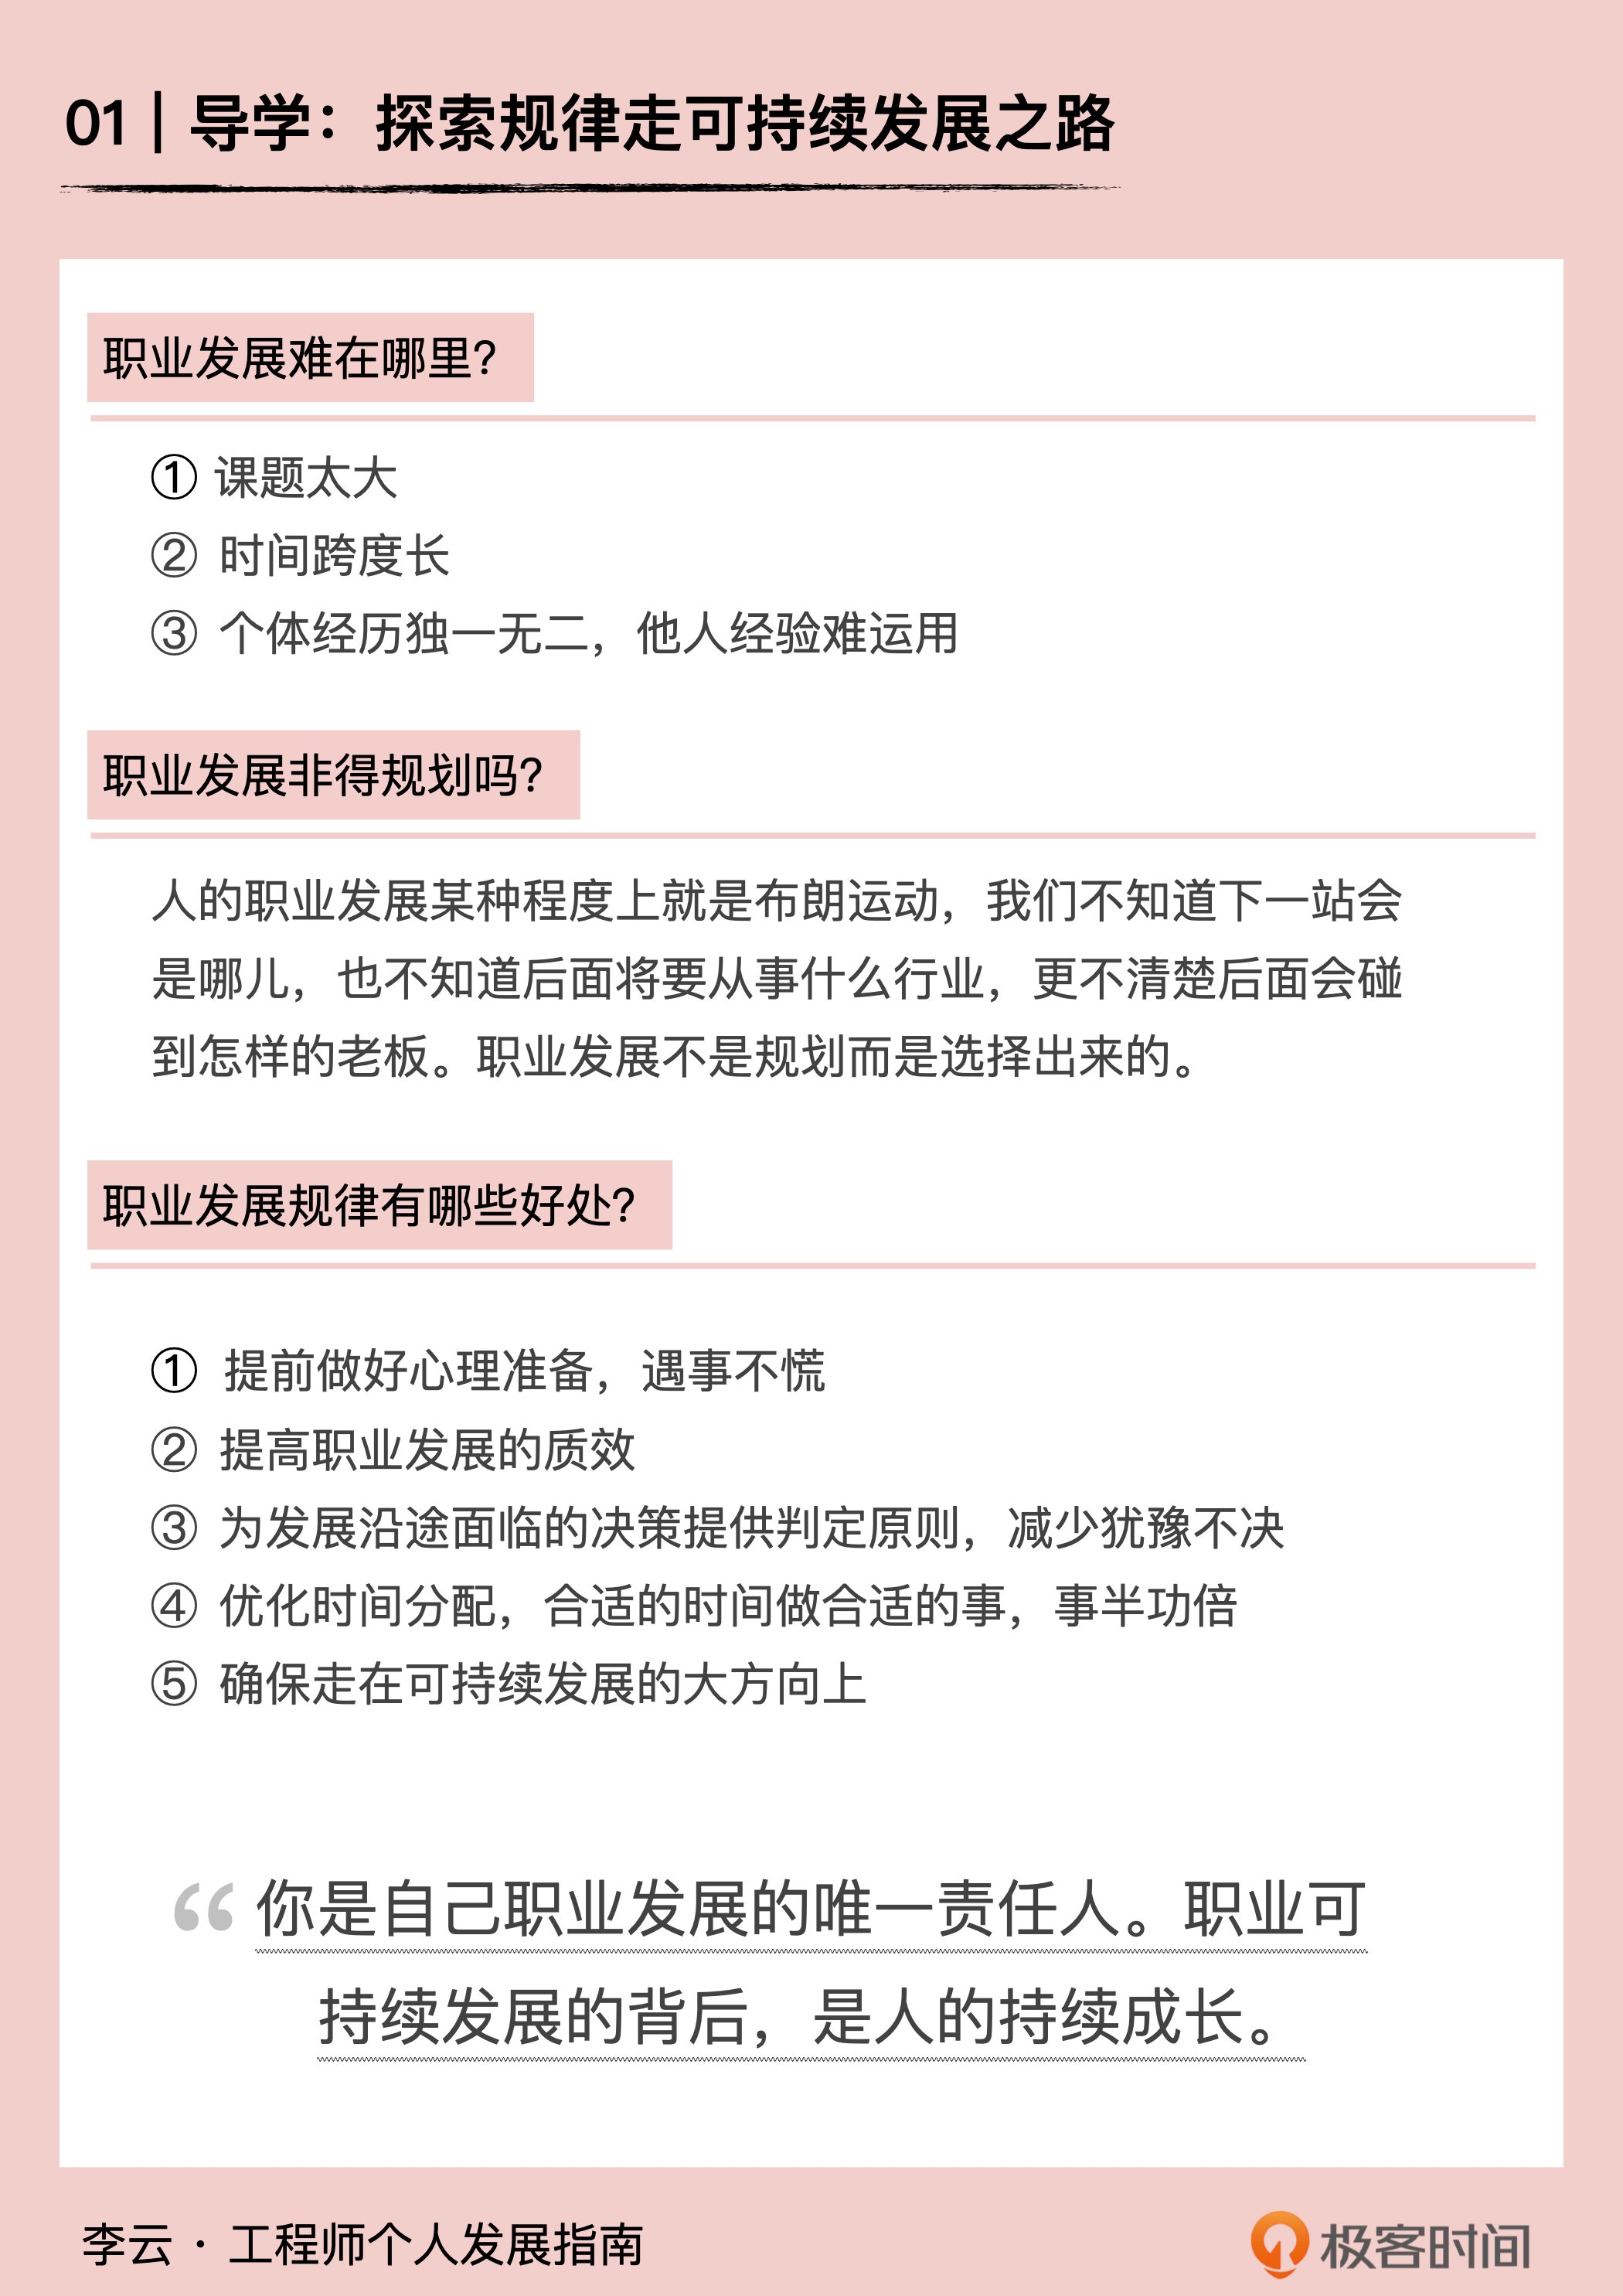 01｜导学：探索规律走可持续发展之路
职业发展难在哪里？
① 课题太大
② 时间跨度长
③ 个体经历独一无二，他人经验难运用
职业发展非得规划吗？
人的职业发展某种程度上就是布朗运动，我们不知道下一站会
是哪儿，也不知道后面将要从事什么行业，更不清楚后面会碰
到怎样的老板。职业发展不是规划而是选择出来的。
职业发展规律有哪些好处？
① 提前做好心理准备，遇事不慌
② 提高职业发展的质效
③ 为发展沿途面临的决策提供判定原则，减少犹豫不决
④ 优化时间分配，合适的时间做合适的事，事半功倍
⑤ 确保走在可持续发展的大方向上
“你是自己职业发展的唯一责任人。职业可
持续发展的背后，是人的持续成长。
李云 · 工程师个人发展指南
极客时间